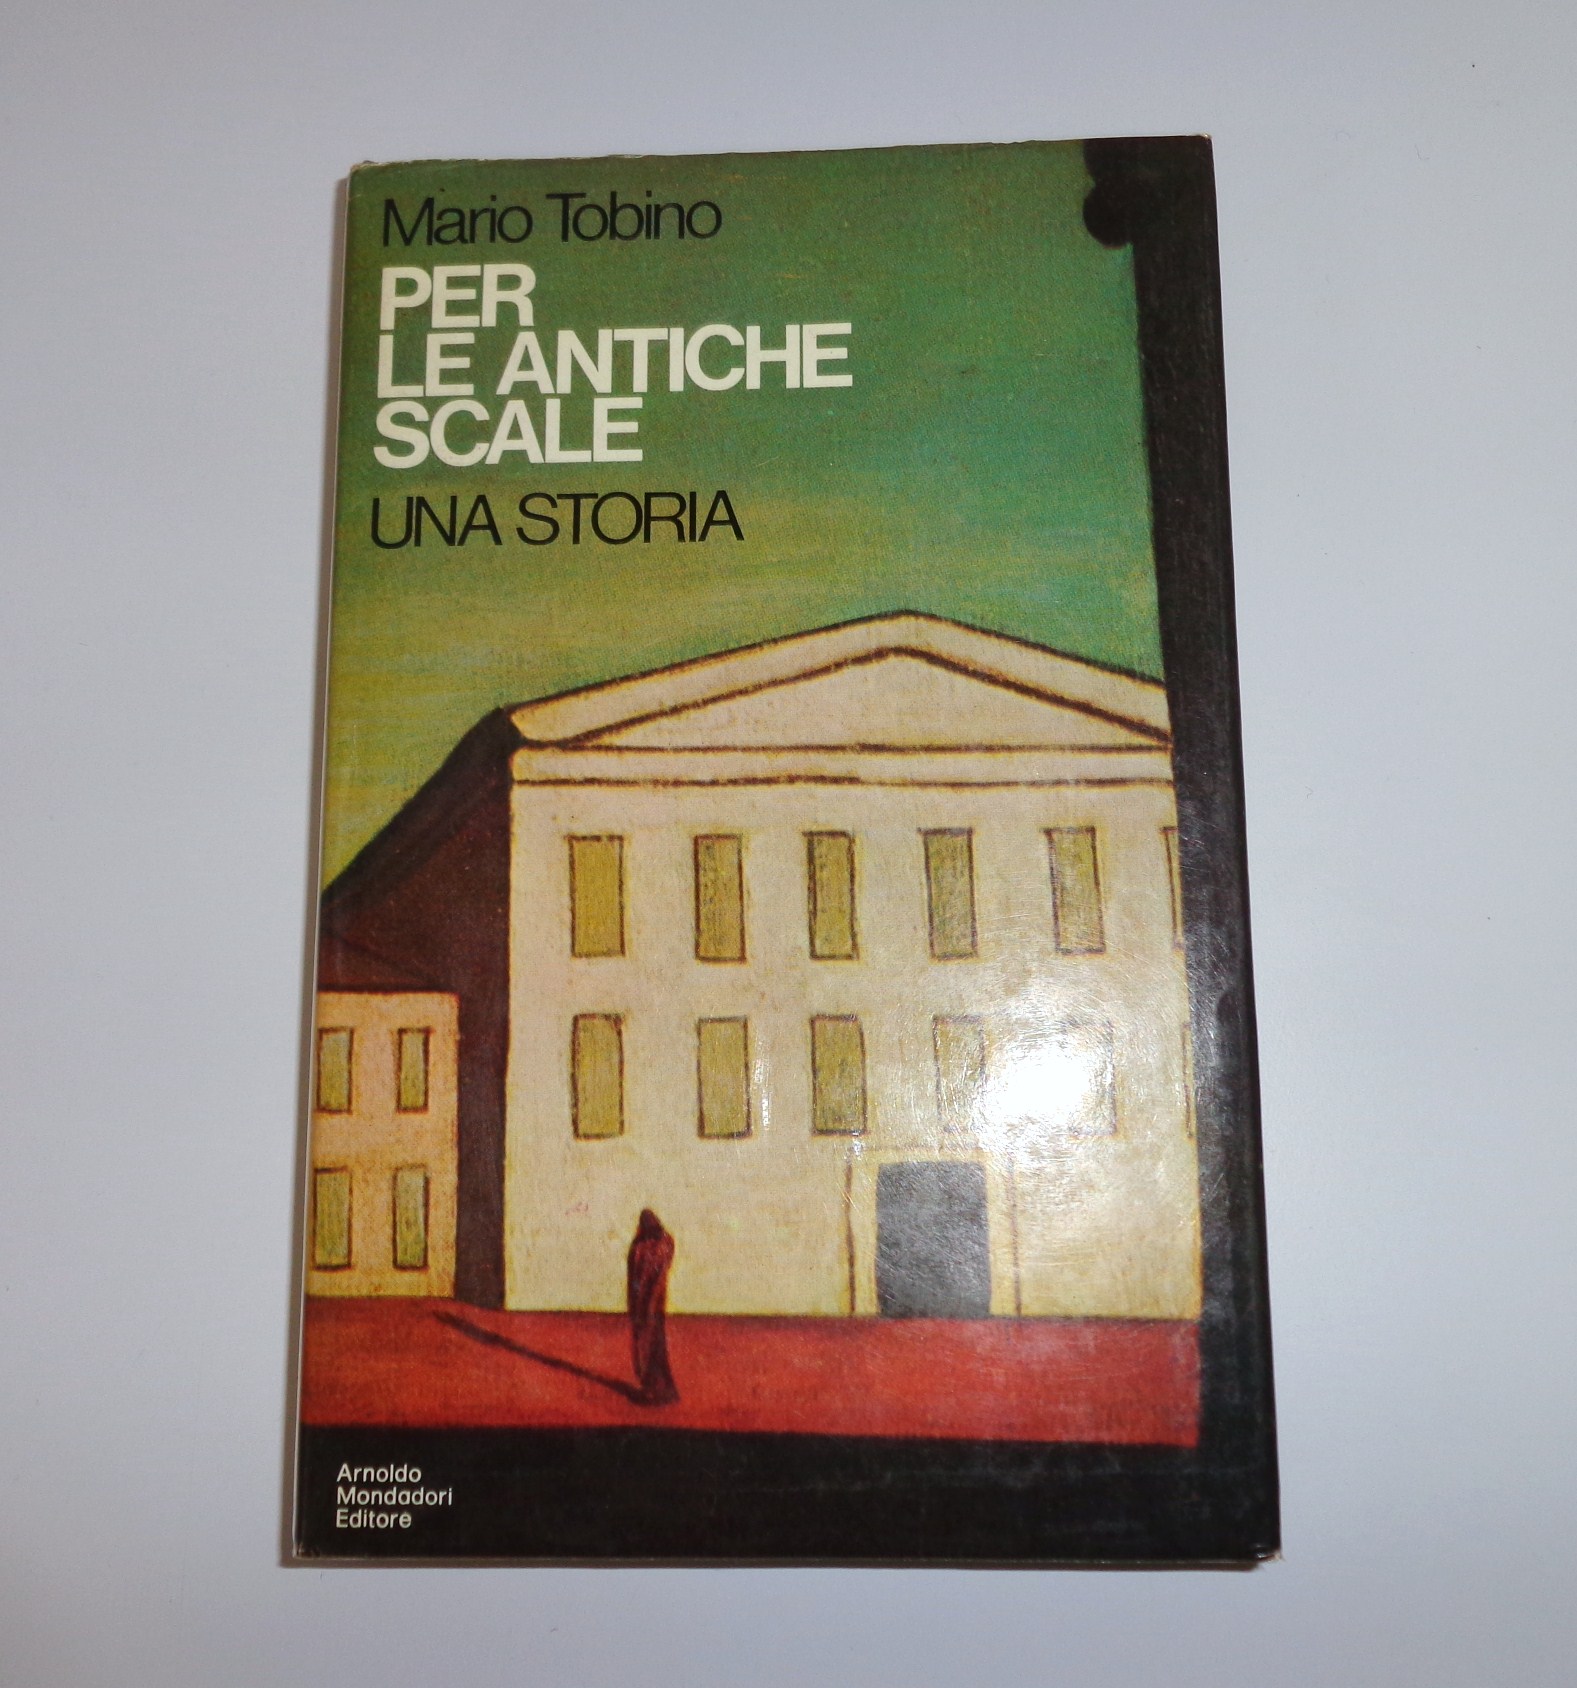 Mario Tobino
PER
LE ANTICHE
SCALE
UNA STORIA
Arnoldo
Mondadori
Editore